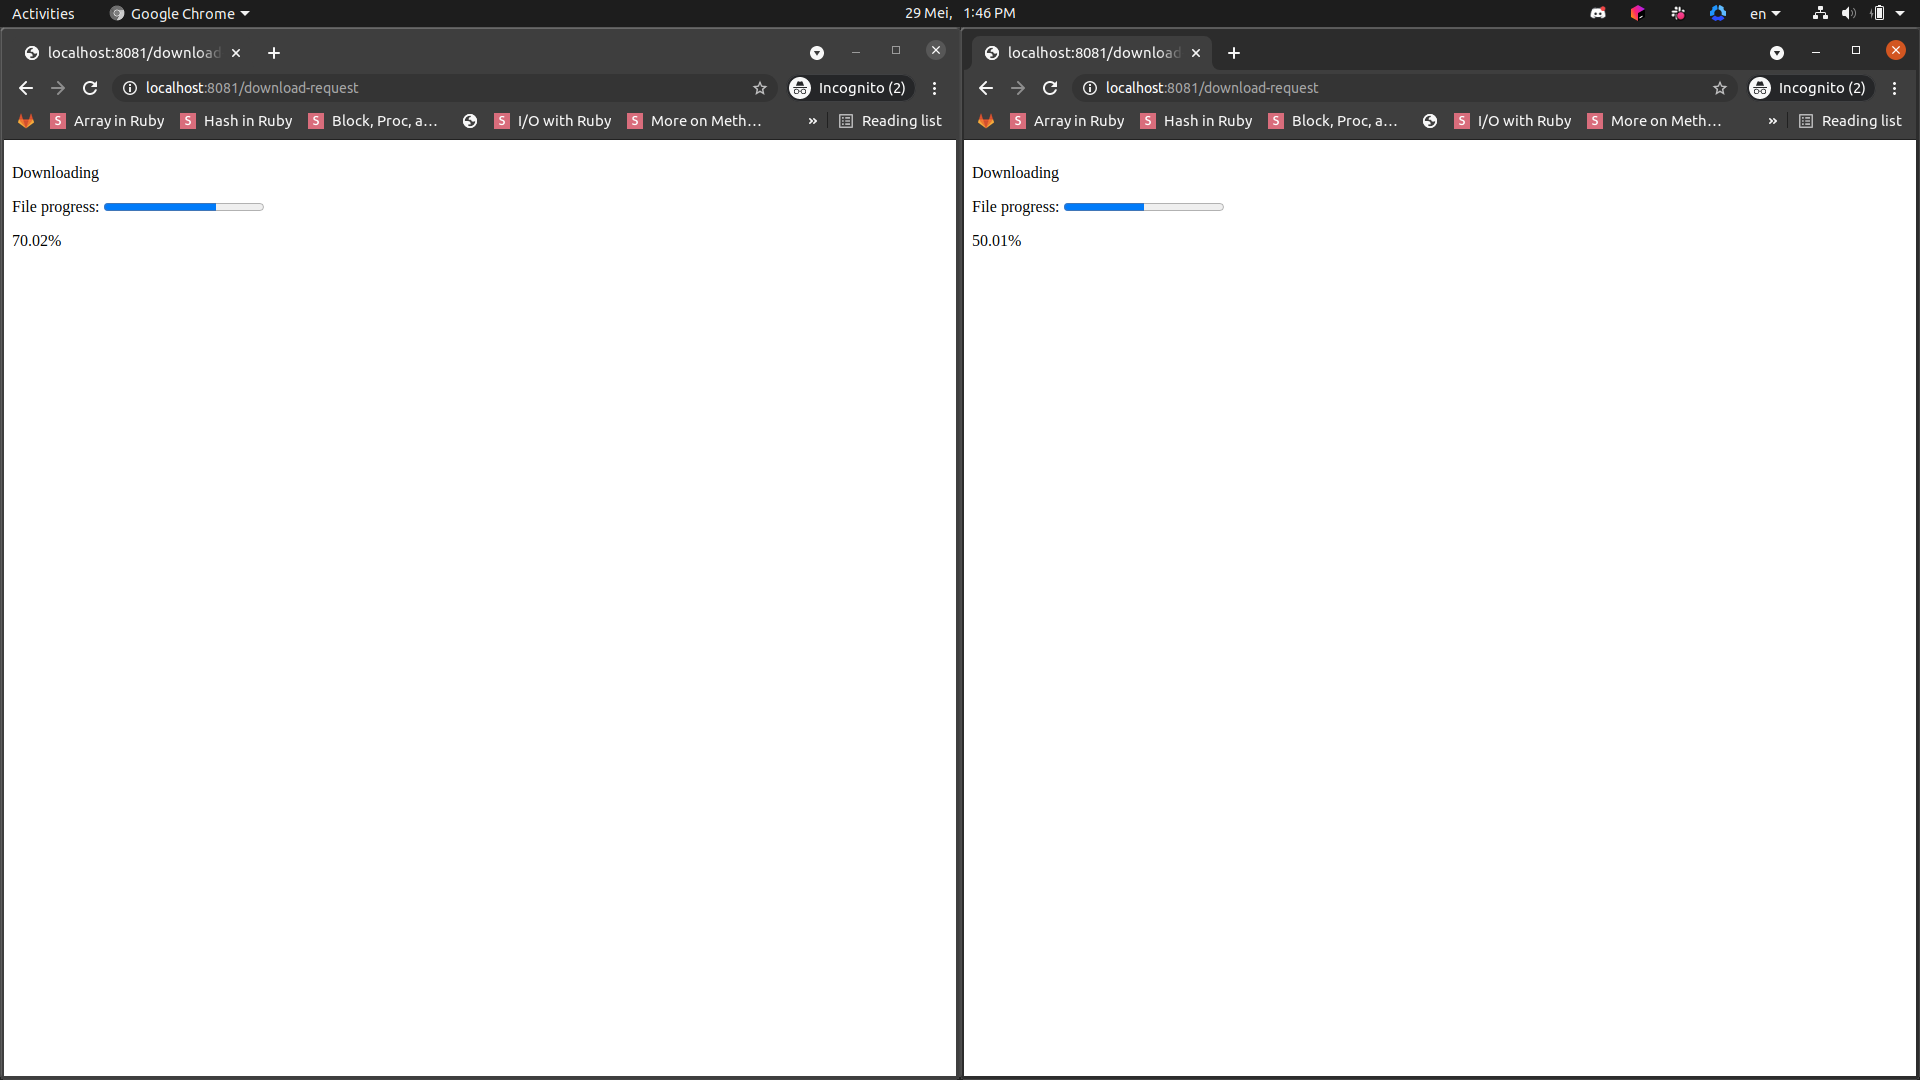 Activities Google Chrome 29 Mei, 1:46 PM en
localhost:8081/download
localhost:8081/download-request Incognito (2)
S Array in Ruby S Hash in Ruby S Block, Proc, a… S I/O with Ruby S More on Meth… » Reading list
Downloading
File progress:
70.02%
localhost:8081/download
localhost:8081/download-request Incognito (2)
S Array in Ruby S Hash in Ruby S Block, Proc, a… S I/O with Ruby S More on Meth… » Reading list
Downloading
File progress:
50.01%